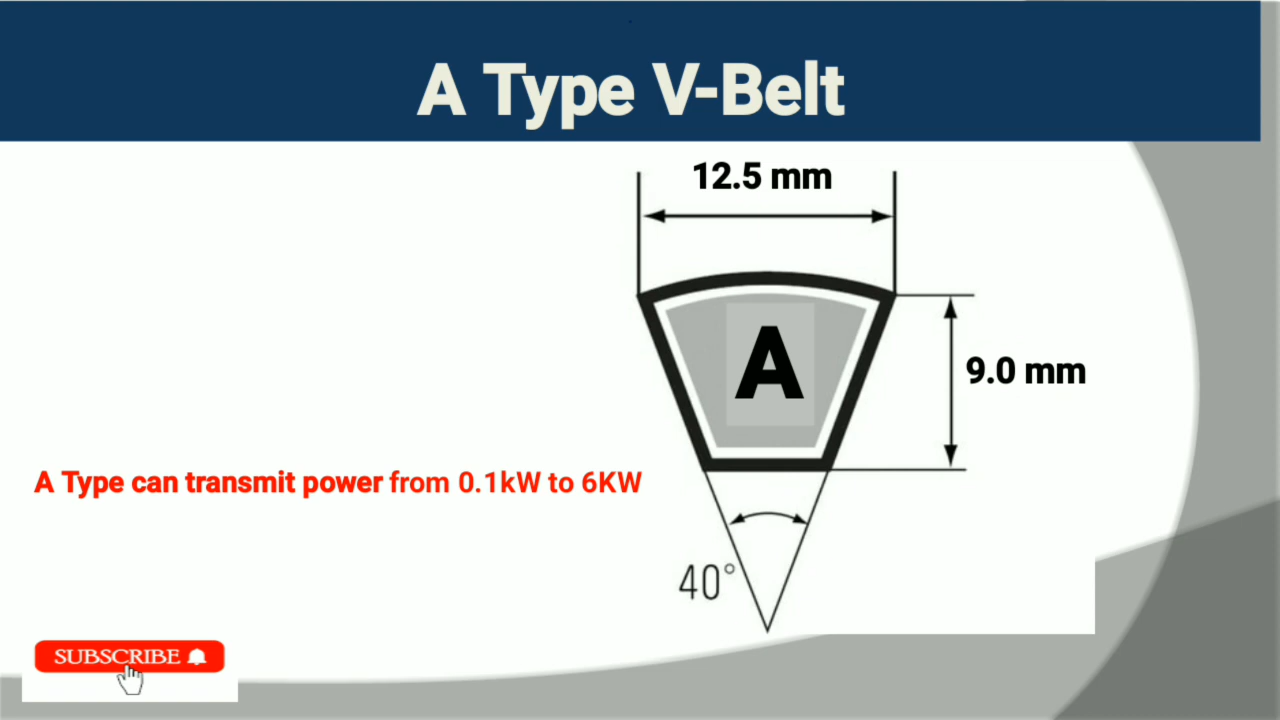 A Type V-Belt
12.5 mm
A
9.0 mm
A Type can transmit power from 0.1kW to 6KW
40°
SUBSCRIBE